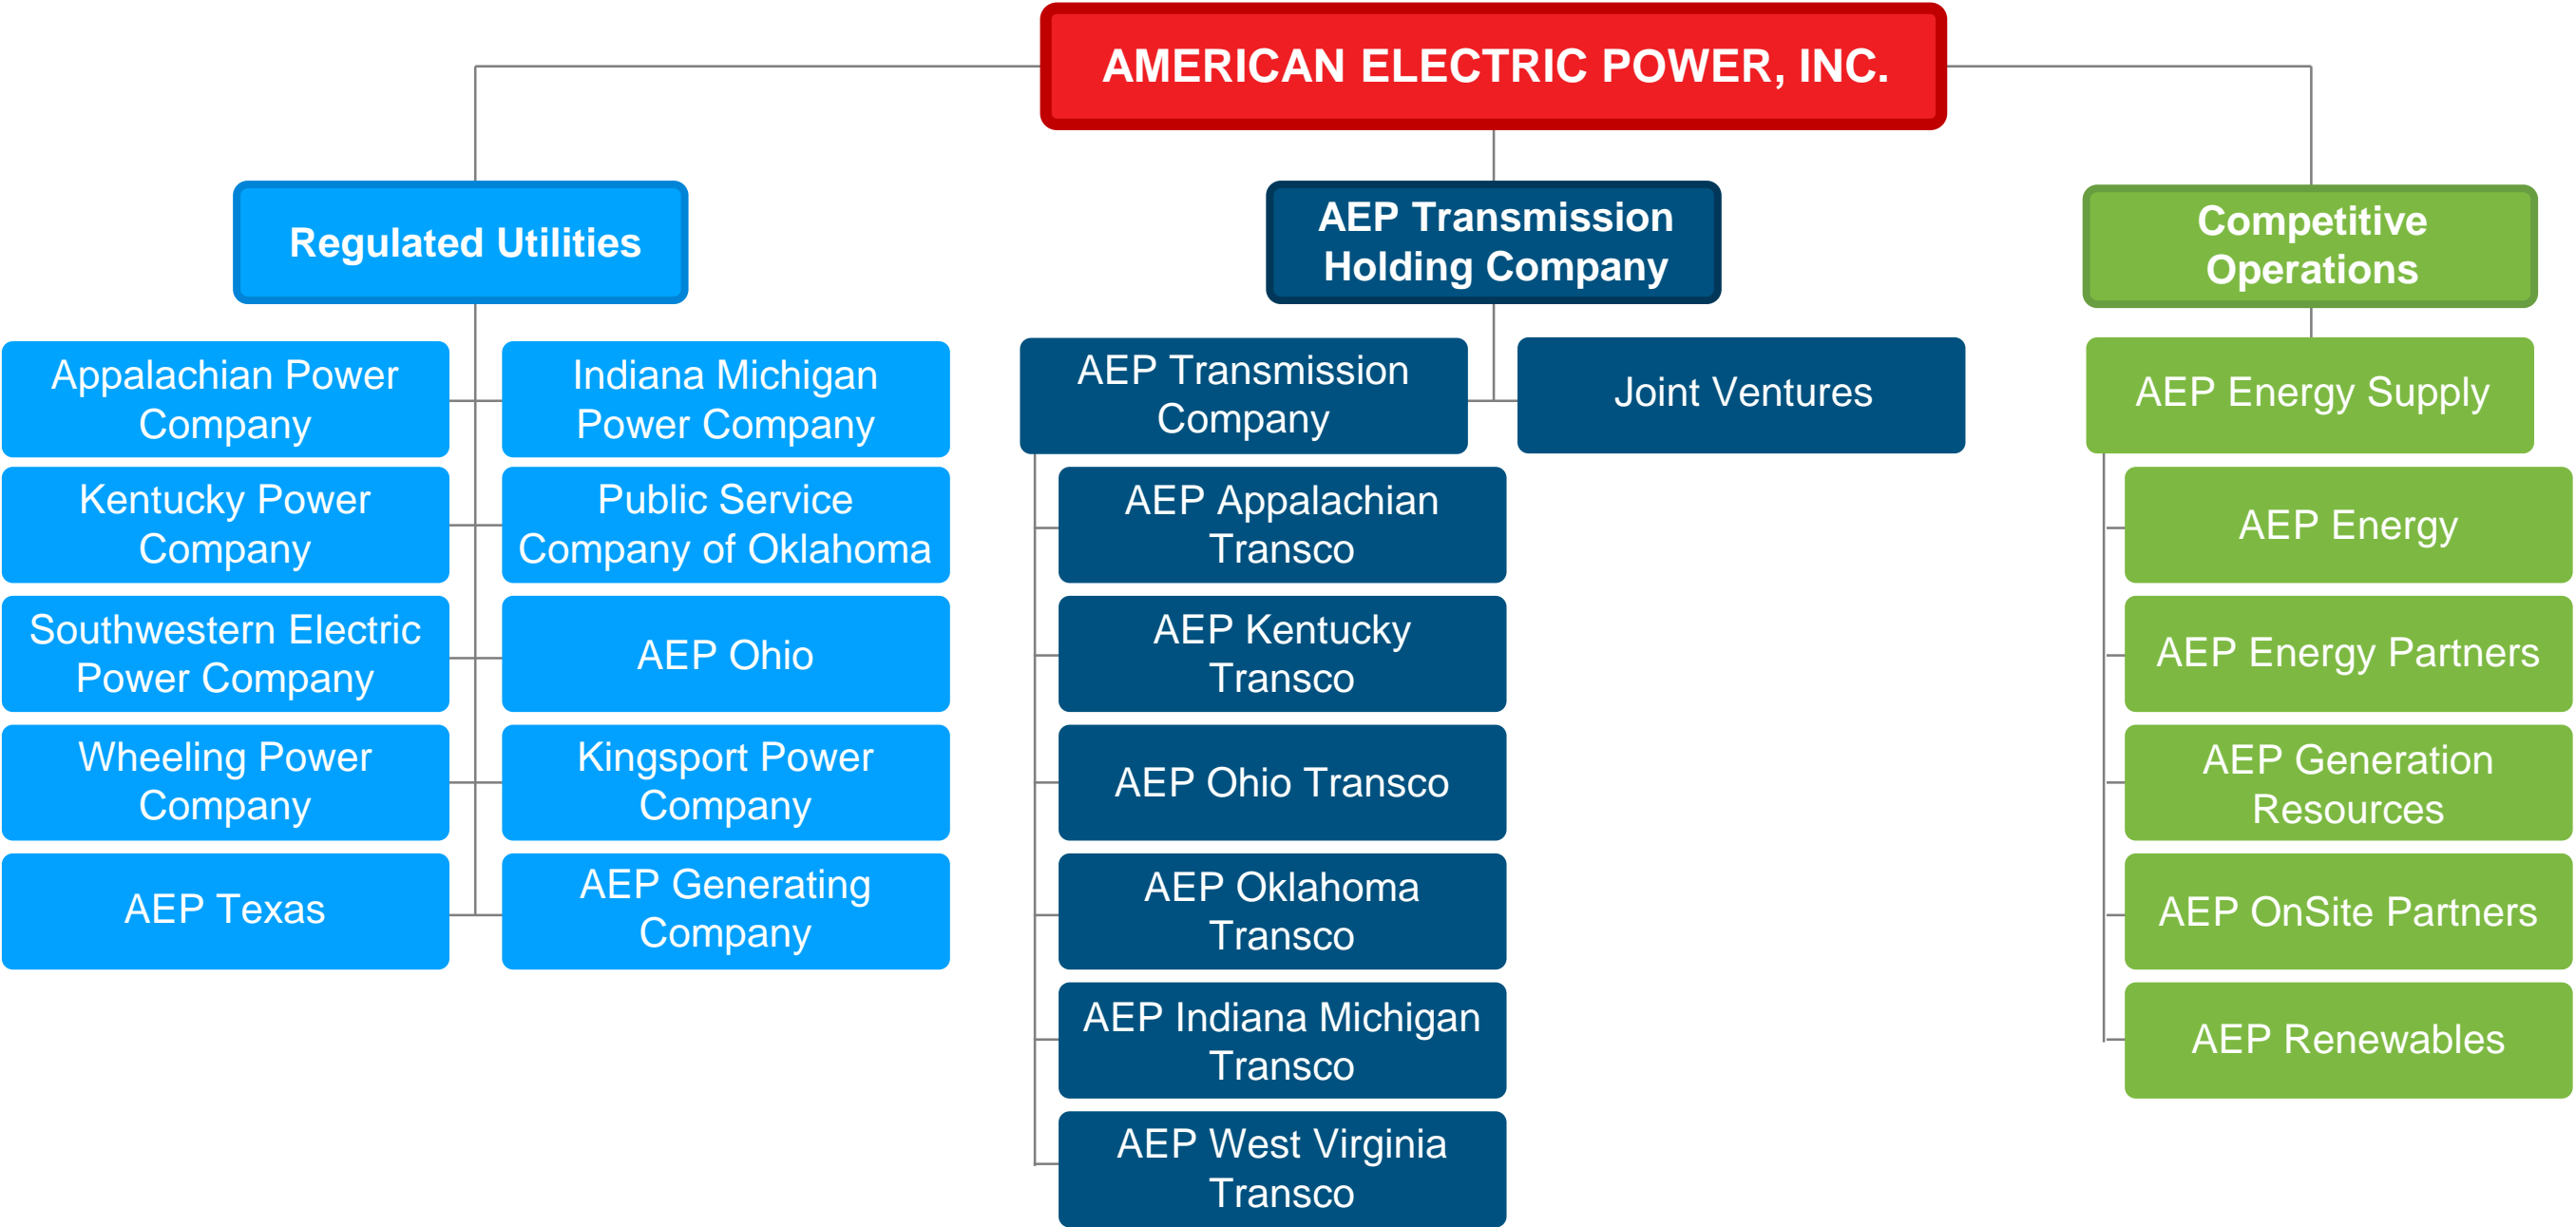 AMERICAN ELECTRIC POWER, INC.
Regulated Utilities
Appalachian Power
Company
Indiana Michigan
Power Company
Kentucky Power
Company
Public Service
Company of Oklahoma
Southwestern Electric
Power Company
AEP Ohio
Wheeling Power
Company
Kingsport Power
Company
AEP Texas
AEP Generating
Company
AEP Transmission
Holding Company
AEP Transmission
Company
Joint Ventures
AEP Appalachian
Transco
AEP Kentucky
Transco
AEP Ohio Transco
AEP Oklahoma
Transco
AEP Indiana Michigan
Transco
AEP West Virginia
Transco
Competitive
Operations
AEP Energy Supply
AEP Energy
AEP Energy Partners
AEP Generation
Resources
AEP OnSite Partners
AEP Renewables